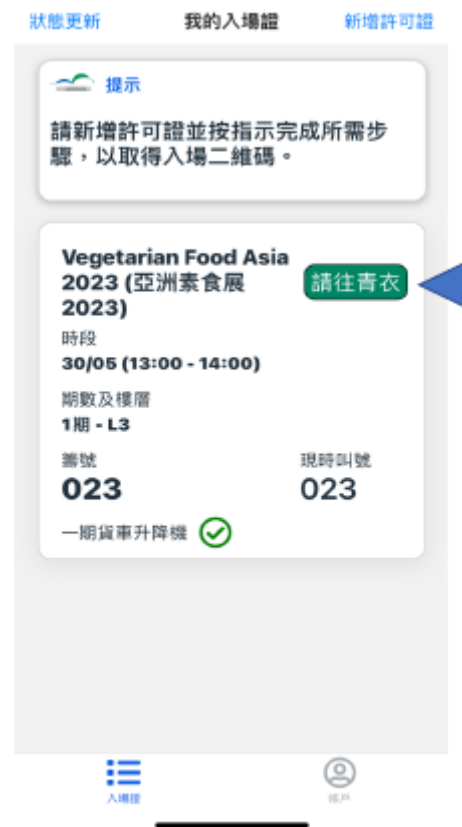 狀態更新 我的入場證 新增許可證
提示
請新增許可證並按指示完成所需步
驟，以取得入場二維碼。
Vegetarian Food Asia
2023 (亞洲素食展
2023)
請往青衣
時段
30/05 (13:00 - 14:00)
期數及樓層
1期 - L3
籌號 現時叫號
023 023
一期貨車升降機
入場證 帳戶